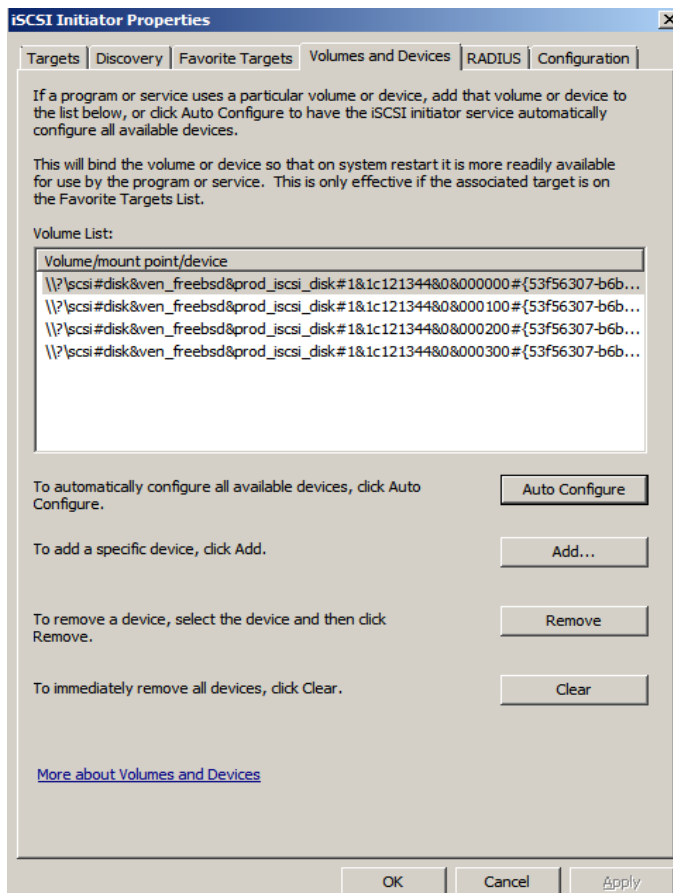 iSCSI Initiator Properties
Targets Discovery Favorite Targets Volumes and Devices RADIUS Configuration
If a program or service uses a particular volume or device, add that volume or device to
the list below, or click Auto Configure to have the iSCSI initiator service automatically
configure all available devices.
This will bind the volume or device so that on system restart it is more readily available
for use by the program or service.  This is only effective if the associated target is on
the Favorite Targets List.
Volume List:
Volume/mount point/device
\\?\scsi#disk&ven_freebsd&prod_iscsi_disk#1&1c121344&0&000000#{53f56307-b6b...
\\?\scsi#disk&ven_freebsd&prod_iscsi_disk#1&1c121344&0&000100#{53f56307-b6b...
\\?\scsi#disk&ven_freebsd&prod_iscsi_disk#1&1c121344&0&000200#{53f56307-b6b...
\\?\scsi#disk&ven_freebsd&prod_iscsi_disk#1&1c121344&0&000300#{53f56307-b6b...
To automatically configure all available devices, click Auto
Configure.
Auto Configure
To add a specific device, click Add.
Add...
To remove a device, select the device and then click
Remove.
Remove
To immediately remove all devices, click Clear.
Clear
More about Volumes and Devices
OK Cancel Apply